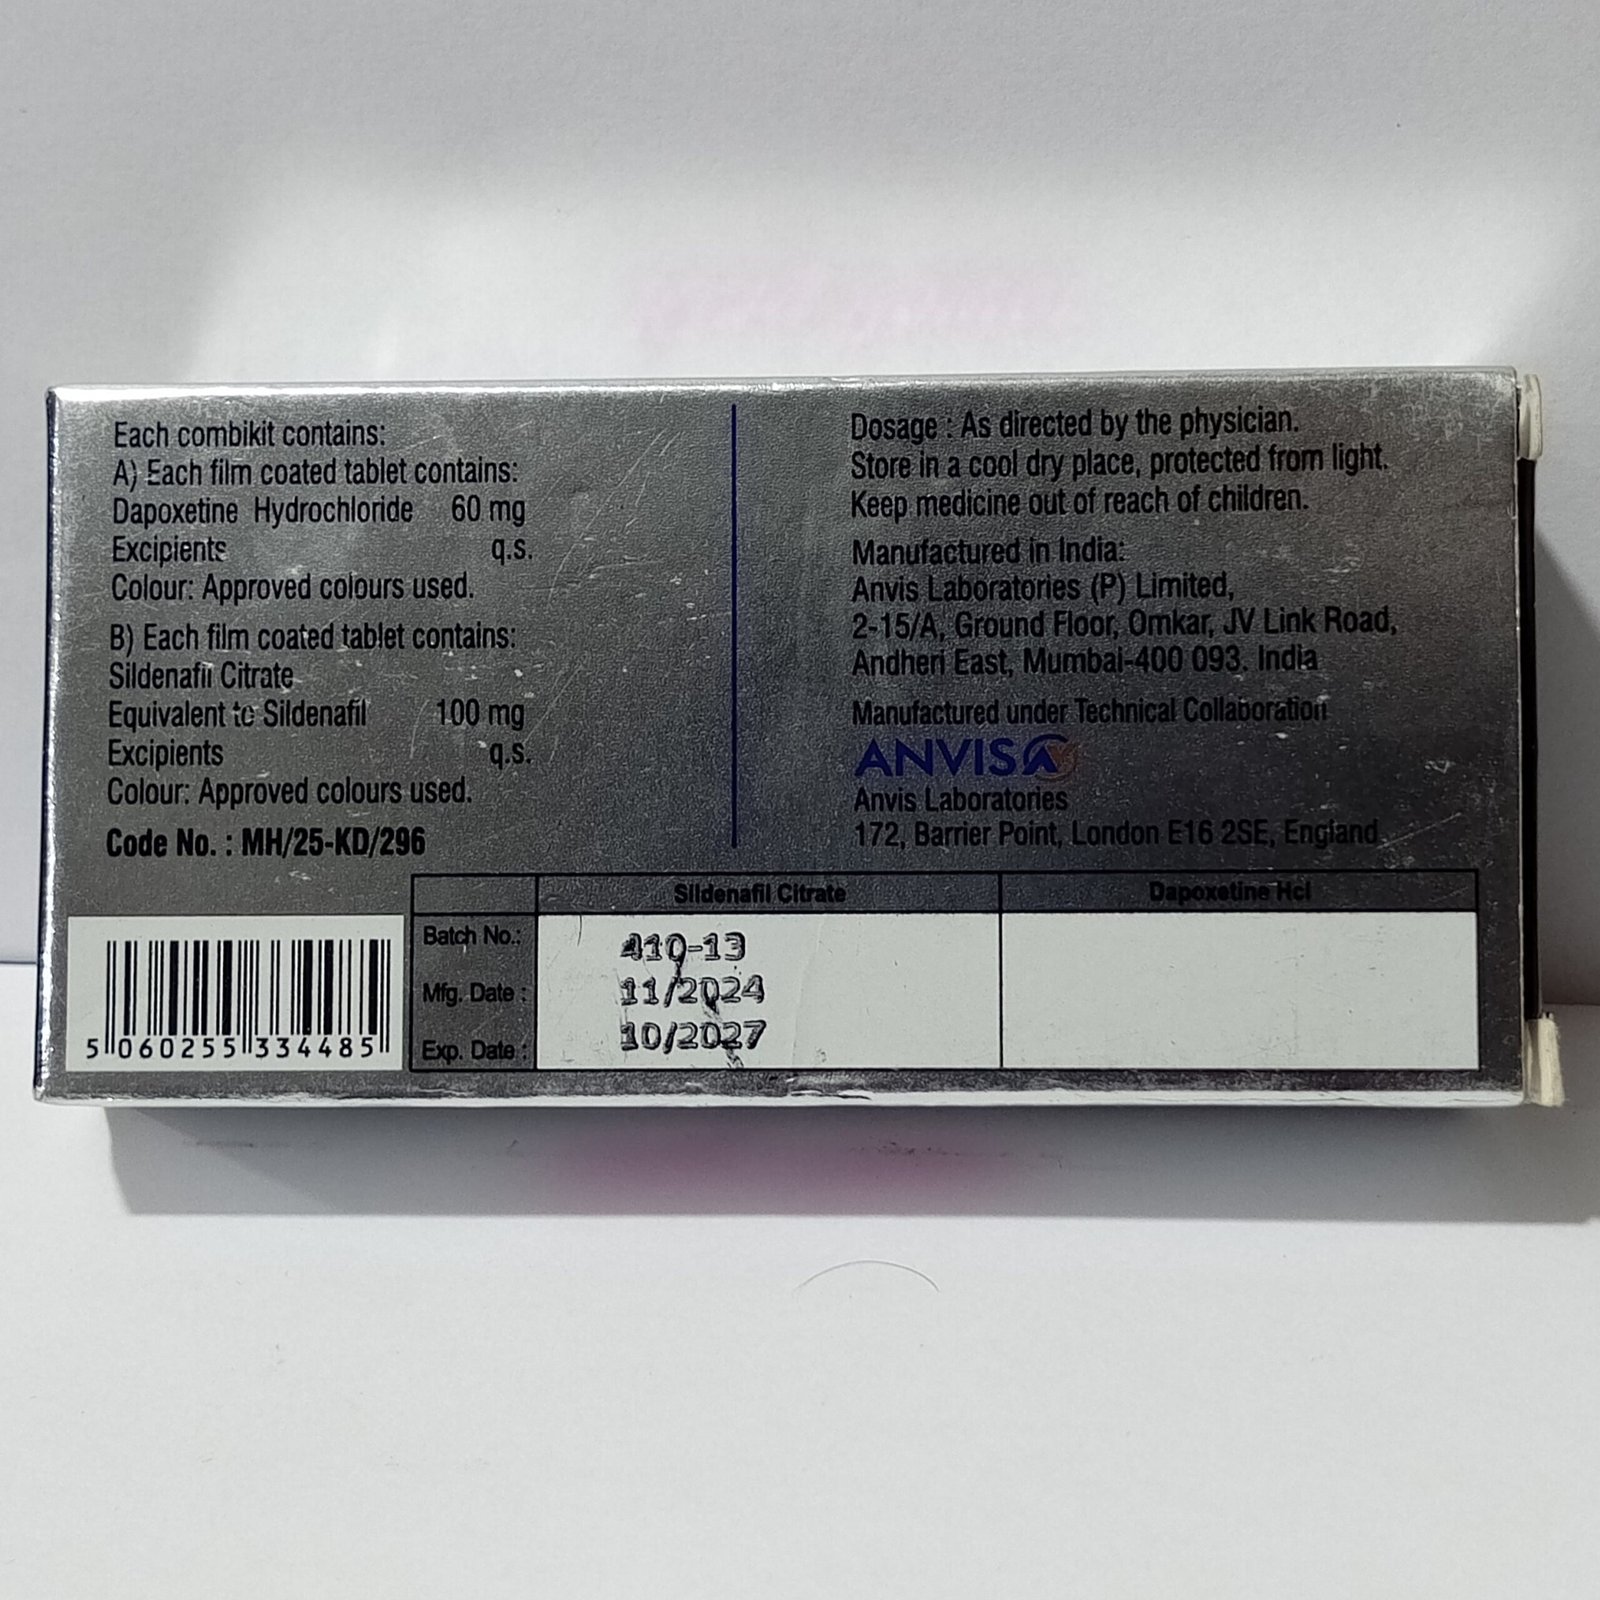 Each combikit contains:
A) Each film coated tablet contains:
Dapoxetine Hydrochloride 60 mg
Excipients q.s.
Colour: Approved colours used.
B) Each film coated tablet contains:
Sildenafil Citrate
Equivalent to Sildenafil 100 mg
Excipients q.s.
Colour: Approved colours used.
Code No. : MH/25-KD/296
Dosage : As directed by the physician.
Store in a cool dry place, protected from light.
Keep medicine out of reach of children.
Manufactured in India:
Anvis Laboratories (P) Limited,
2-15/A, Ground Floor, Omkar, JV Link Road,
Andheri East, Mumbai-400 093. India
Manufactured under Technical Collaboration
ANVIS
Anvis Laboratories
172, Barrier Point, London E16 2SE, England
Sildenafil Citrate Dapoxetine Hcl
Batch No.: 410-13
Mfg. Date : 11/2024
Exp. Date : 10/2027
5 060255 334485